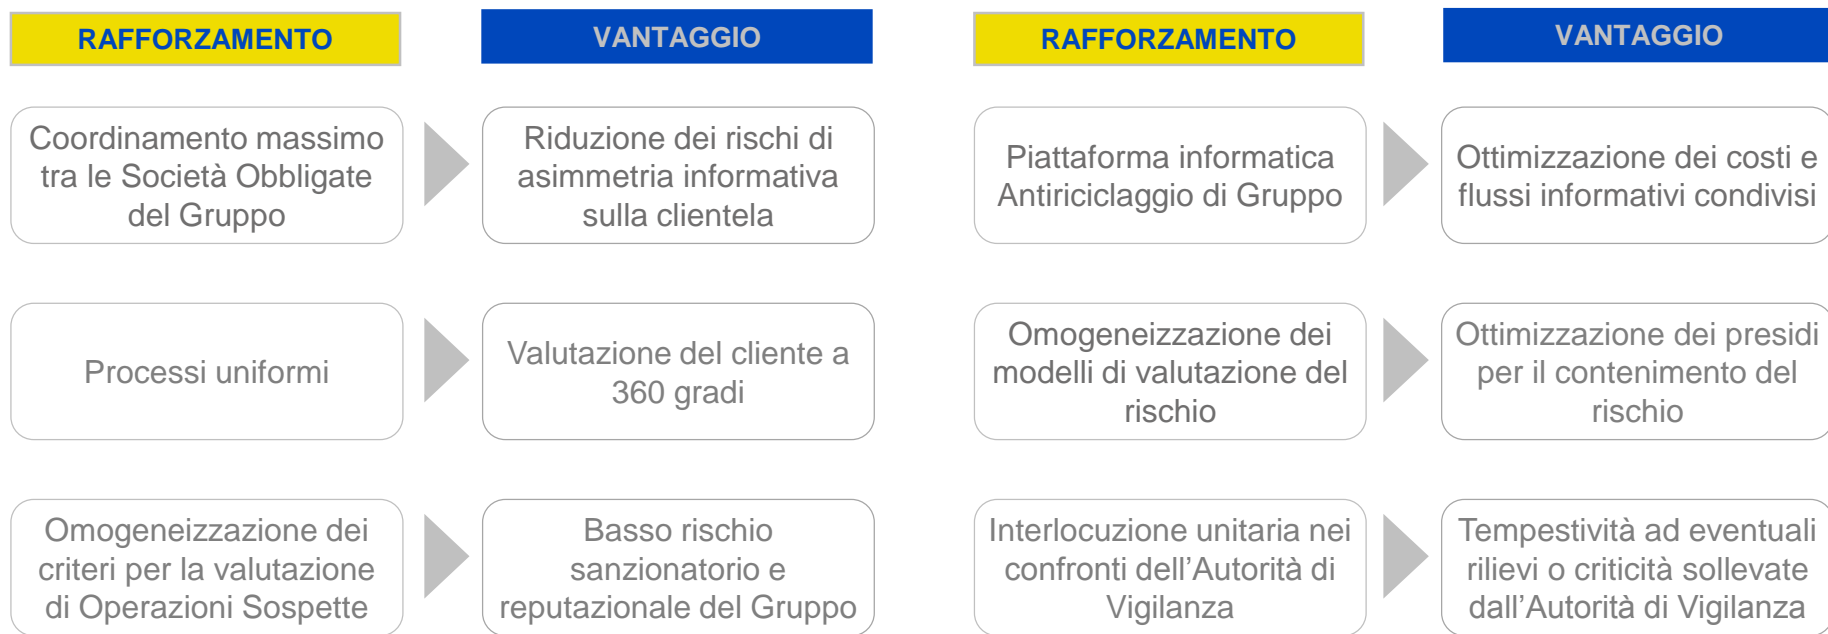 RAFFORZAMENTO
VANTAGGIO
Coordinamento massimo
tra le Società Obbligate
del Gruppo
Riduzione dei rischi di
asimmetria informativa
sulla clientela
Processi uniformi
Valutazione del cliente a
360 gradi
Omogeneizzazione dei
criteri per la valutazione
di Operazioni Sospette
Basso rischio
sanzionatorio e
reputazionale del Gruppo
RAFFORZAMENTO
VANTAGGIO
Piattaforma informatica
Antiriciclaggio di Gruppo
Ottimizzazione dei costi e
flussi informativi condivisi
Omogeneizzazione dei
modelli di valutazione del
rischio
Ottimizzazione dei presidi
per il contenimento del
rischio
Interlocuzione unitaria nei
confronti dell’Autorità di
Vigilanza
Tempestività ad eventuali
rilievi o criticità sollevate
dall’Autorità di Vigilanza